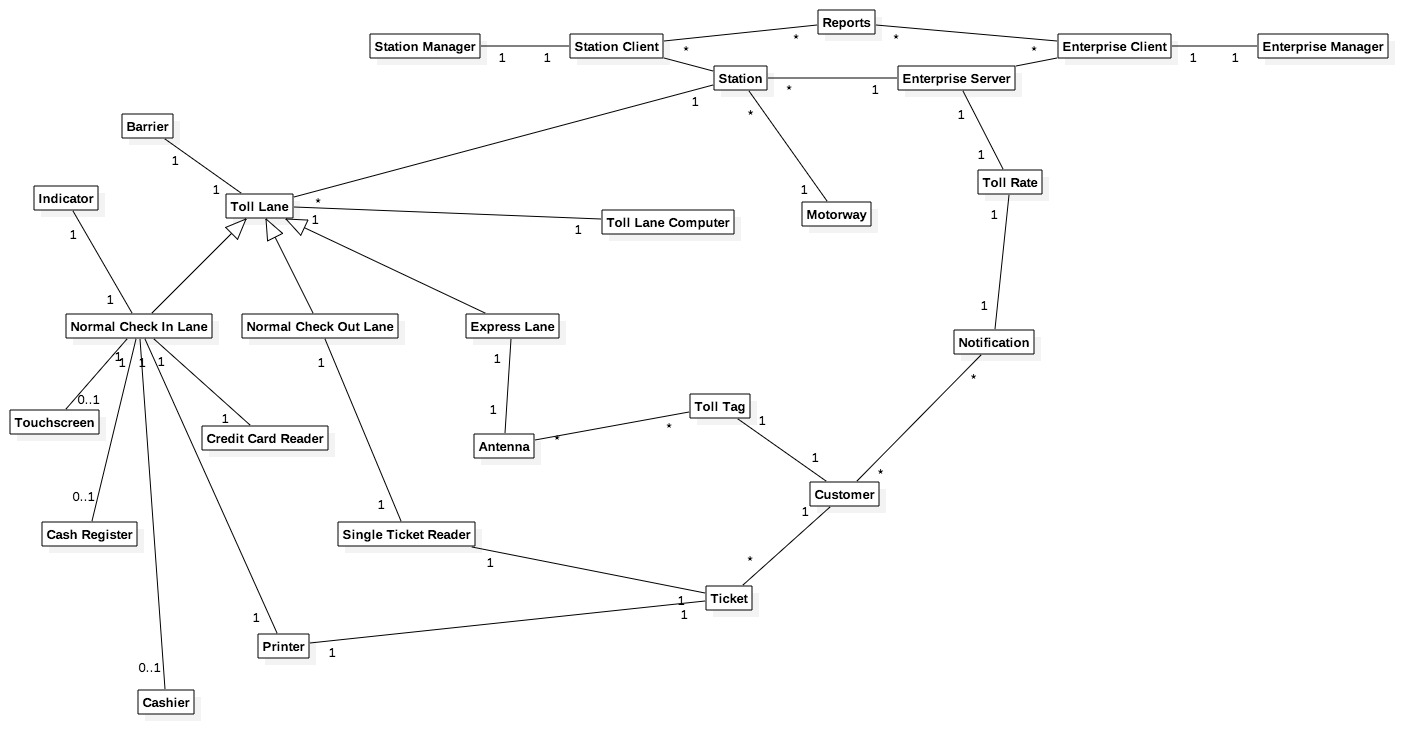 Reports
Station Manager
1
1
Station Client
*
*
*
*
Enterprise Client
1
1
Enterprise Manager
Station
*
1
Enterprise Server
1
*
1
Barrier
1
1
Indicator
1
Toll Lane
*
1
1
Toll Lane Computer
1
Motorway
1
Toll Rate
1
1
1
Normal Check In Lane
Normal Check Out Lane
Express Lane
Notification
1
1
1
1
1
1
*
0..1
1
Touchscreen
1
Credit Card Reader
Toll Tag
1
*
*
Antenna
1
*
Customer
1
0..1
1
Cash Register
Single Ticket Reader
1
*
1
1
Ticket
1
Printer
1
0..1
Cashier